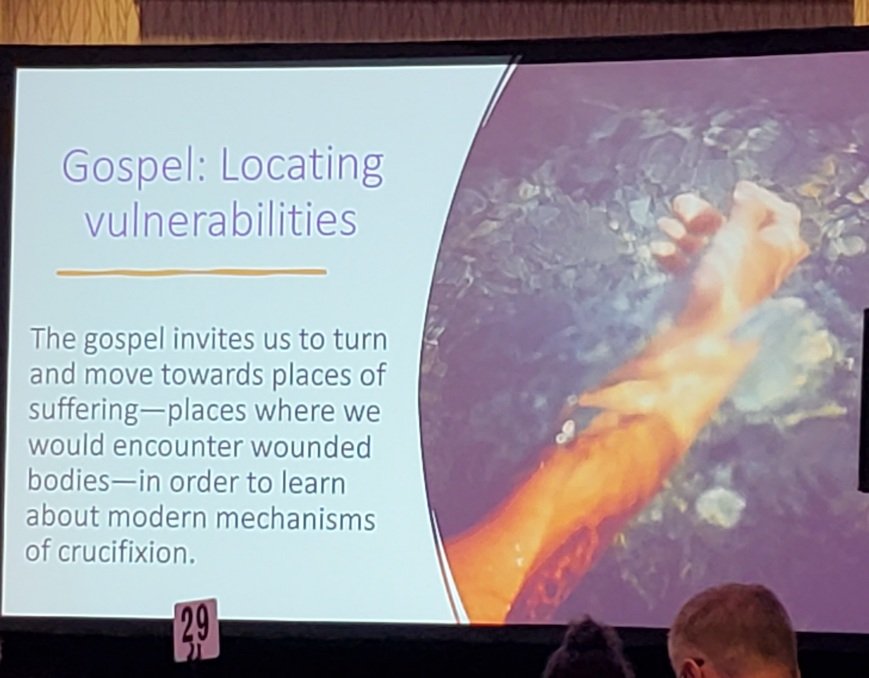 Gospel: Locating
vulnerabilities
The gospel invites us to turn
and move towards places of
suffering—places where we
would encounter wounded
bodies—in order to learn
about modern mechanisms
of crucifixion.
29